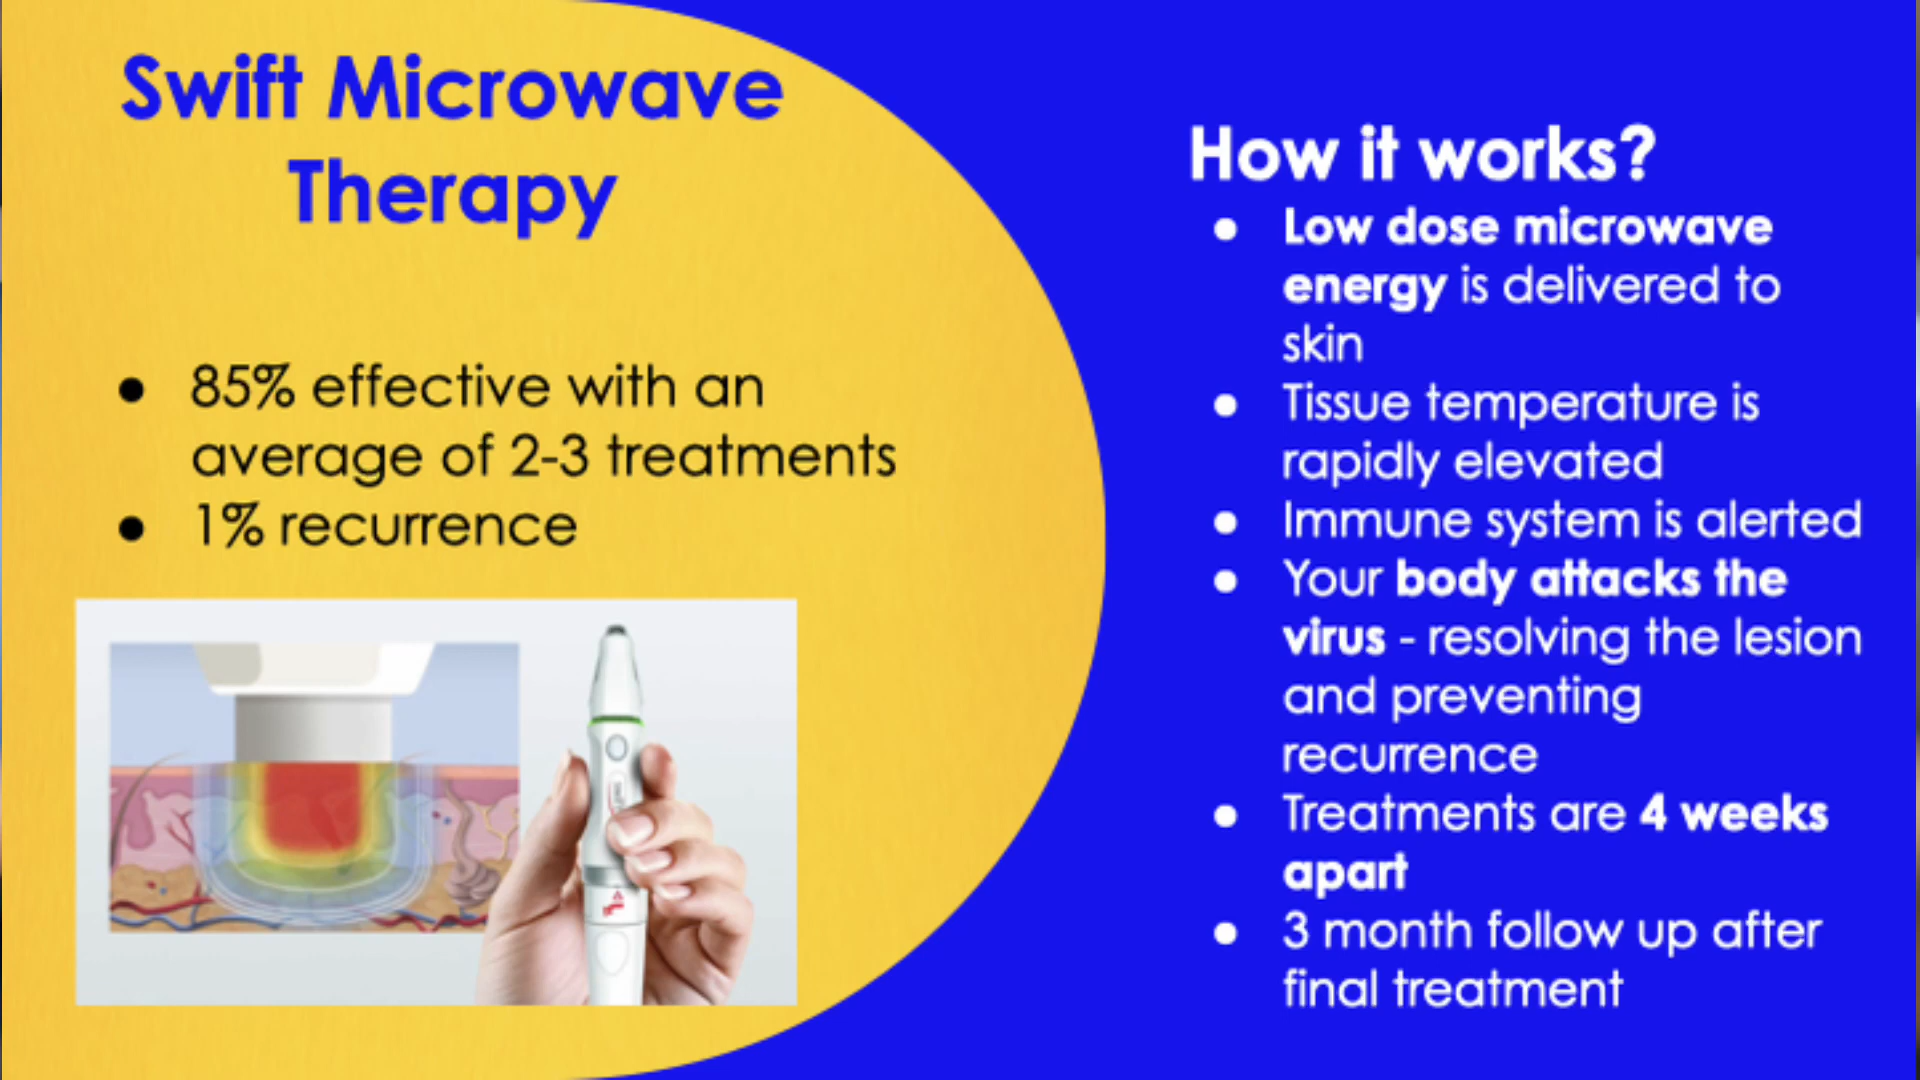 Swift Microwave
Therapy
● 85% effective with an
average of 2-3 treatments
● 1% recurrence
How it works?
● Low dose microwave
energy is delivered to
skin
● Tissue temperature is
rapidly elevated
● Immune system is alerted
● Your body attacks the
virus - resolving the lesion
and preventing
recurrence
● Treatments are 4 weeks
apart
● 3 month follow up after
final treatment